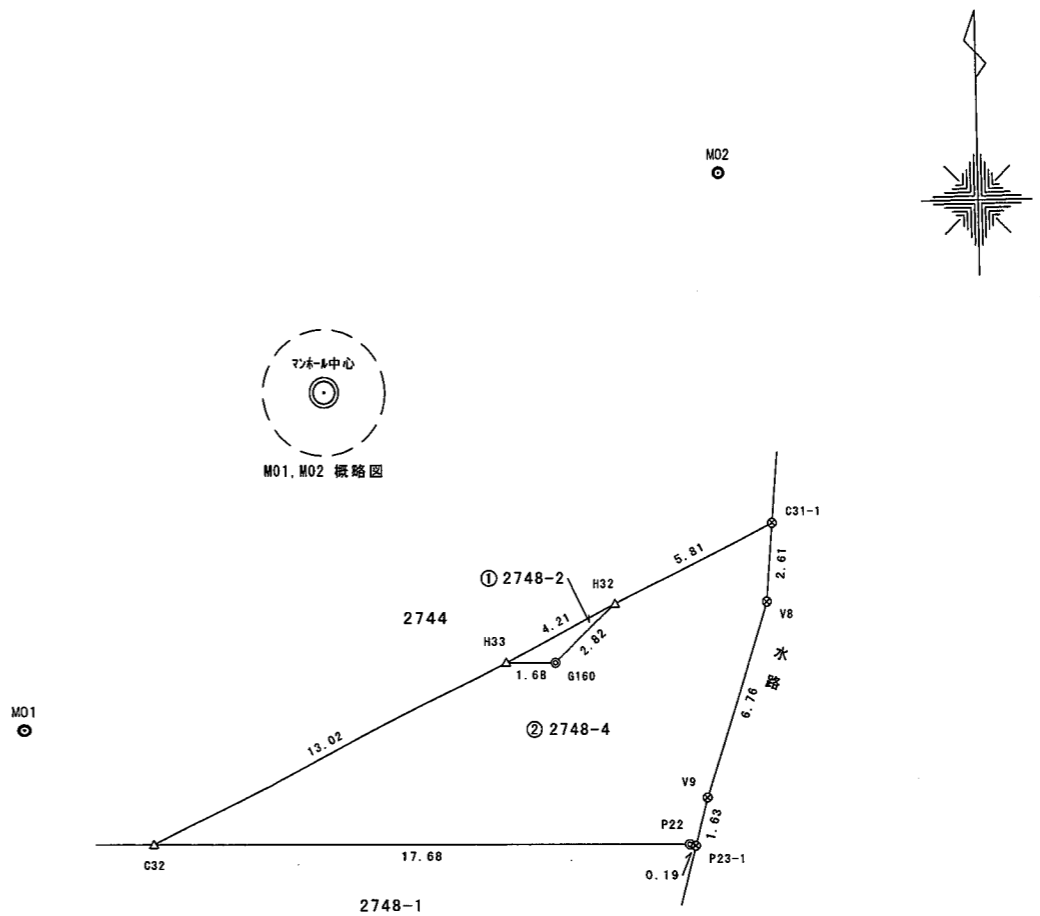 M02
マンホール中心
M01, M02 概略図
C31-1
5.81
2.61
① 2748-2
H32
V8
2744
4.21
H33
2.82
水路
1.68
G160
6.76
M01
② 2748-4
13.02
V9
1.63
P22
C32
17.68
P23-1
0.19
2748-1